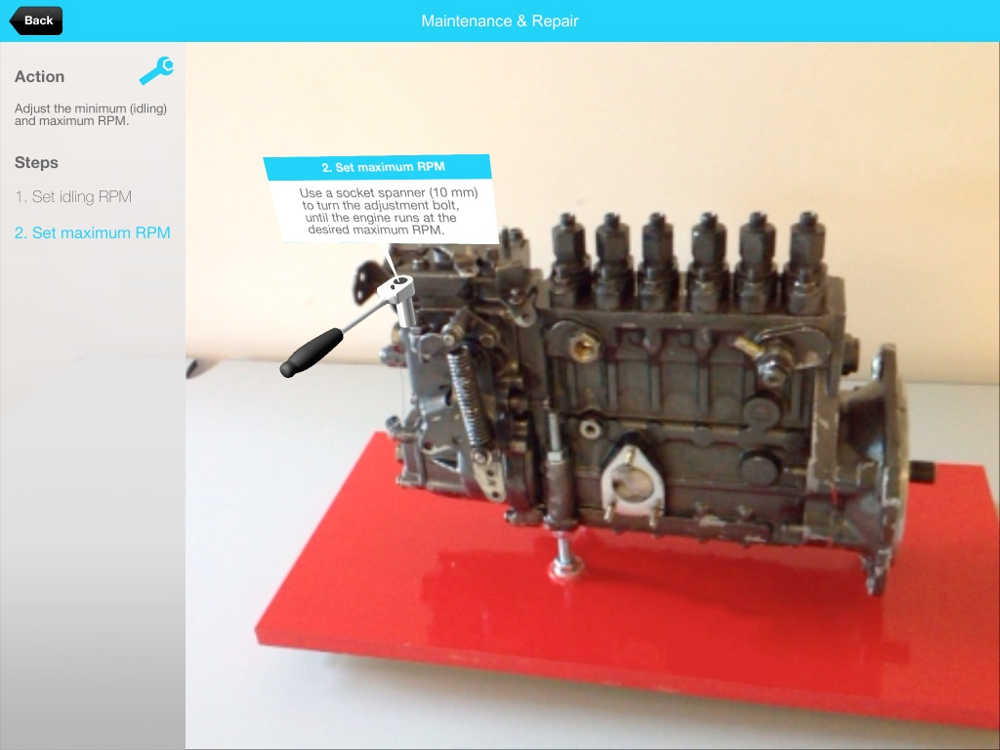 Back
Maintenance & Repair
Action
Adjust the minimum (idling)
and maximum RPM.
Steps
1. Set idling RPM
2. Set maximum RPM
2. Set maximum RPM
Use a socket spanner (10 mm)
to turn the adjustment bolt,
until the engine runs at the
desired maximum RPM.